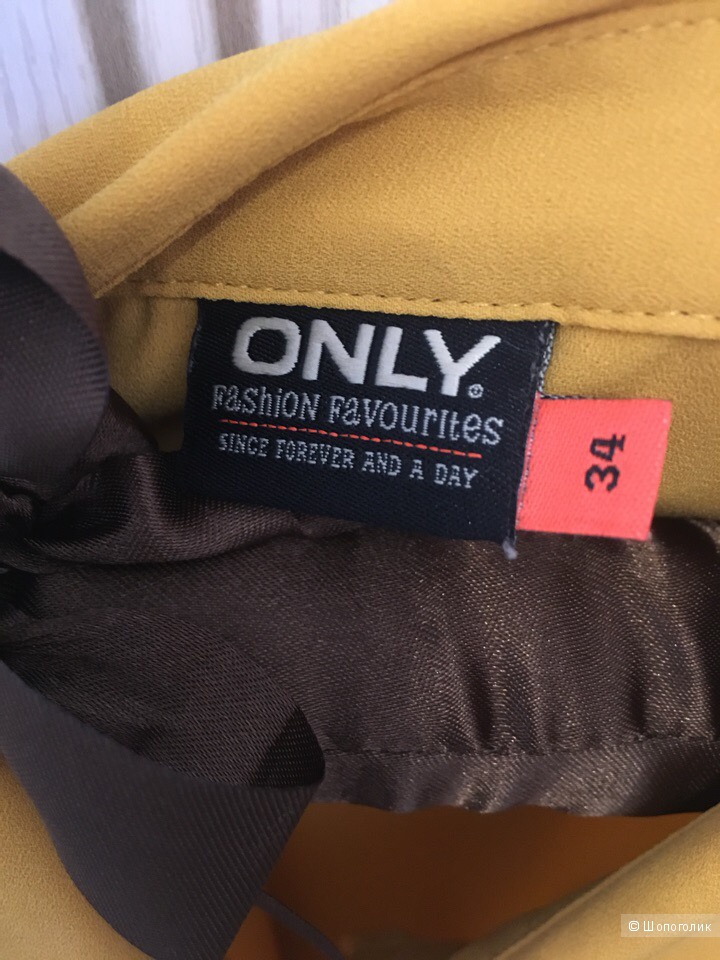 ONLY®
Fashion Favourites
SINCE FOREVER AND A DAY
34
© Шопоголик